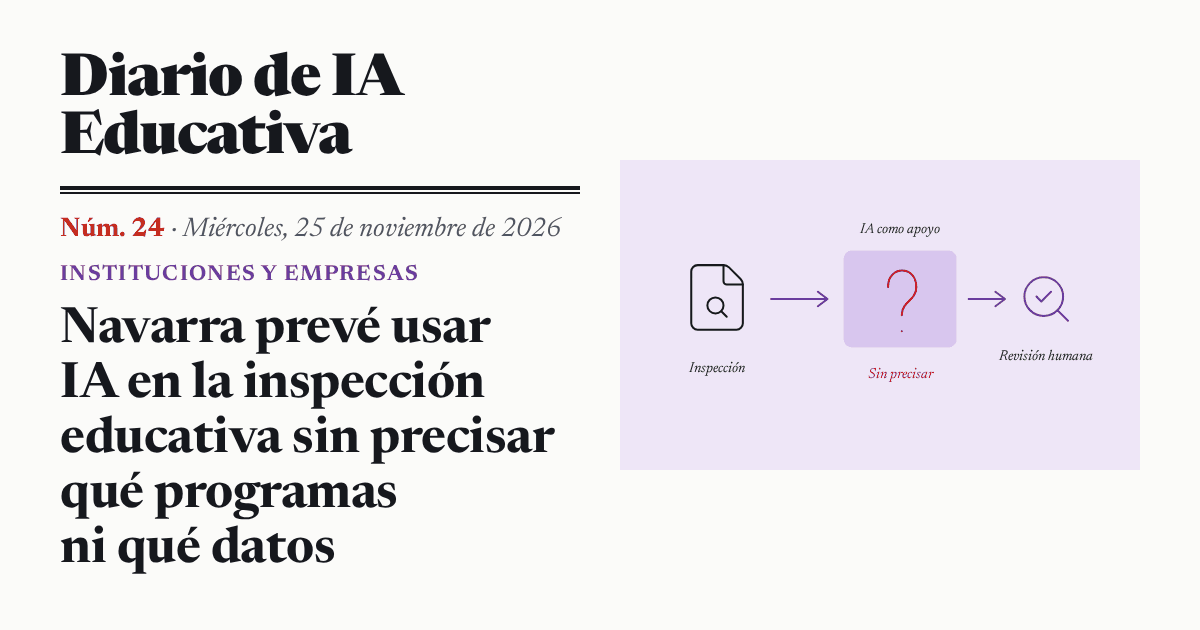 Diario de IA
Educativa
Núm. 24 · Miércoles, 25 de noviembre de 2026
INSTITUCIONES Y EMPRESAS
Navarra prevé usar
IA en la inspección
educativa sin precisar
qué programas
ni qué datos
IA como apoyo
?
Inspección
Sin precisar
Revisión humana